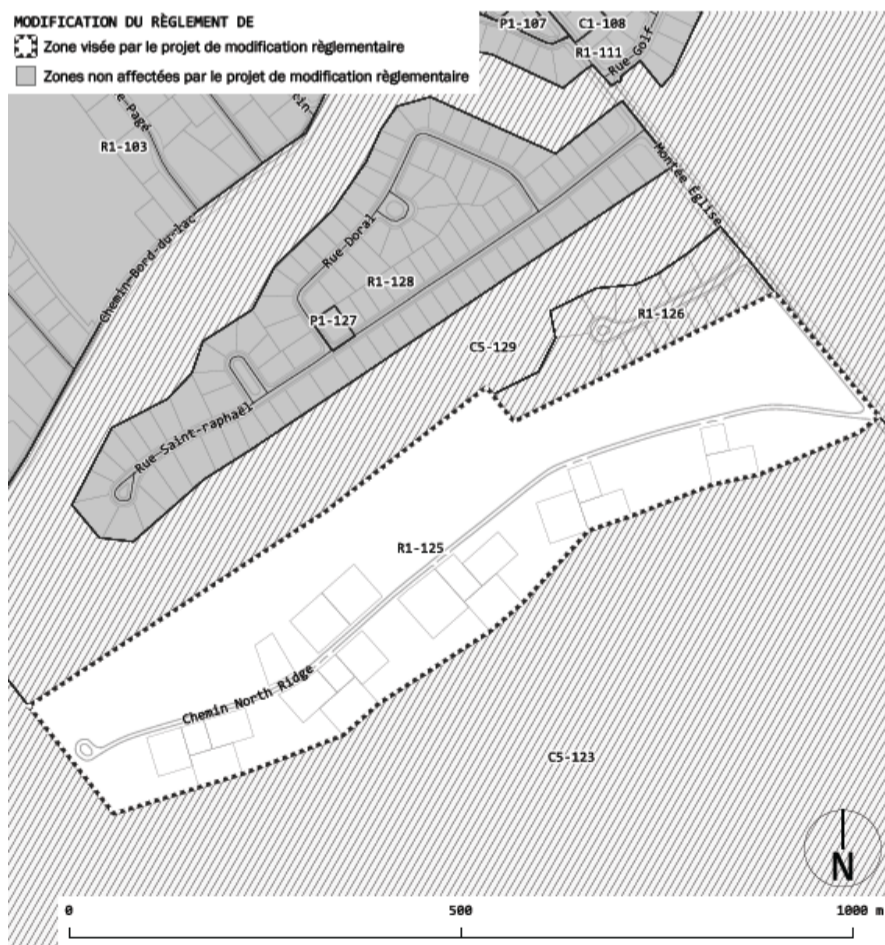 MODIFICATION DU RÈGLEMENT DE
Zone visée par le projet de modification règlementaire
Zones non affectées par le projet de modification règlementaire
P1-107
C1-108
R1-111
Rue-Golf
R1-103
Montée Église
Chemin-Bord-du-lac
Rue-Doral
R1-128
P1-127
R1-126
C5-129
Rue Saint-raphaël
R1-125
Chemin North Ridge
C5-123
N
0 500 1000 m